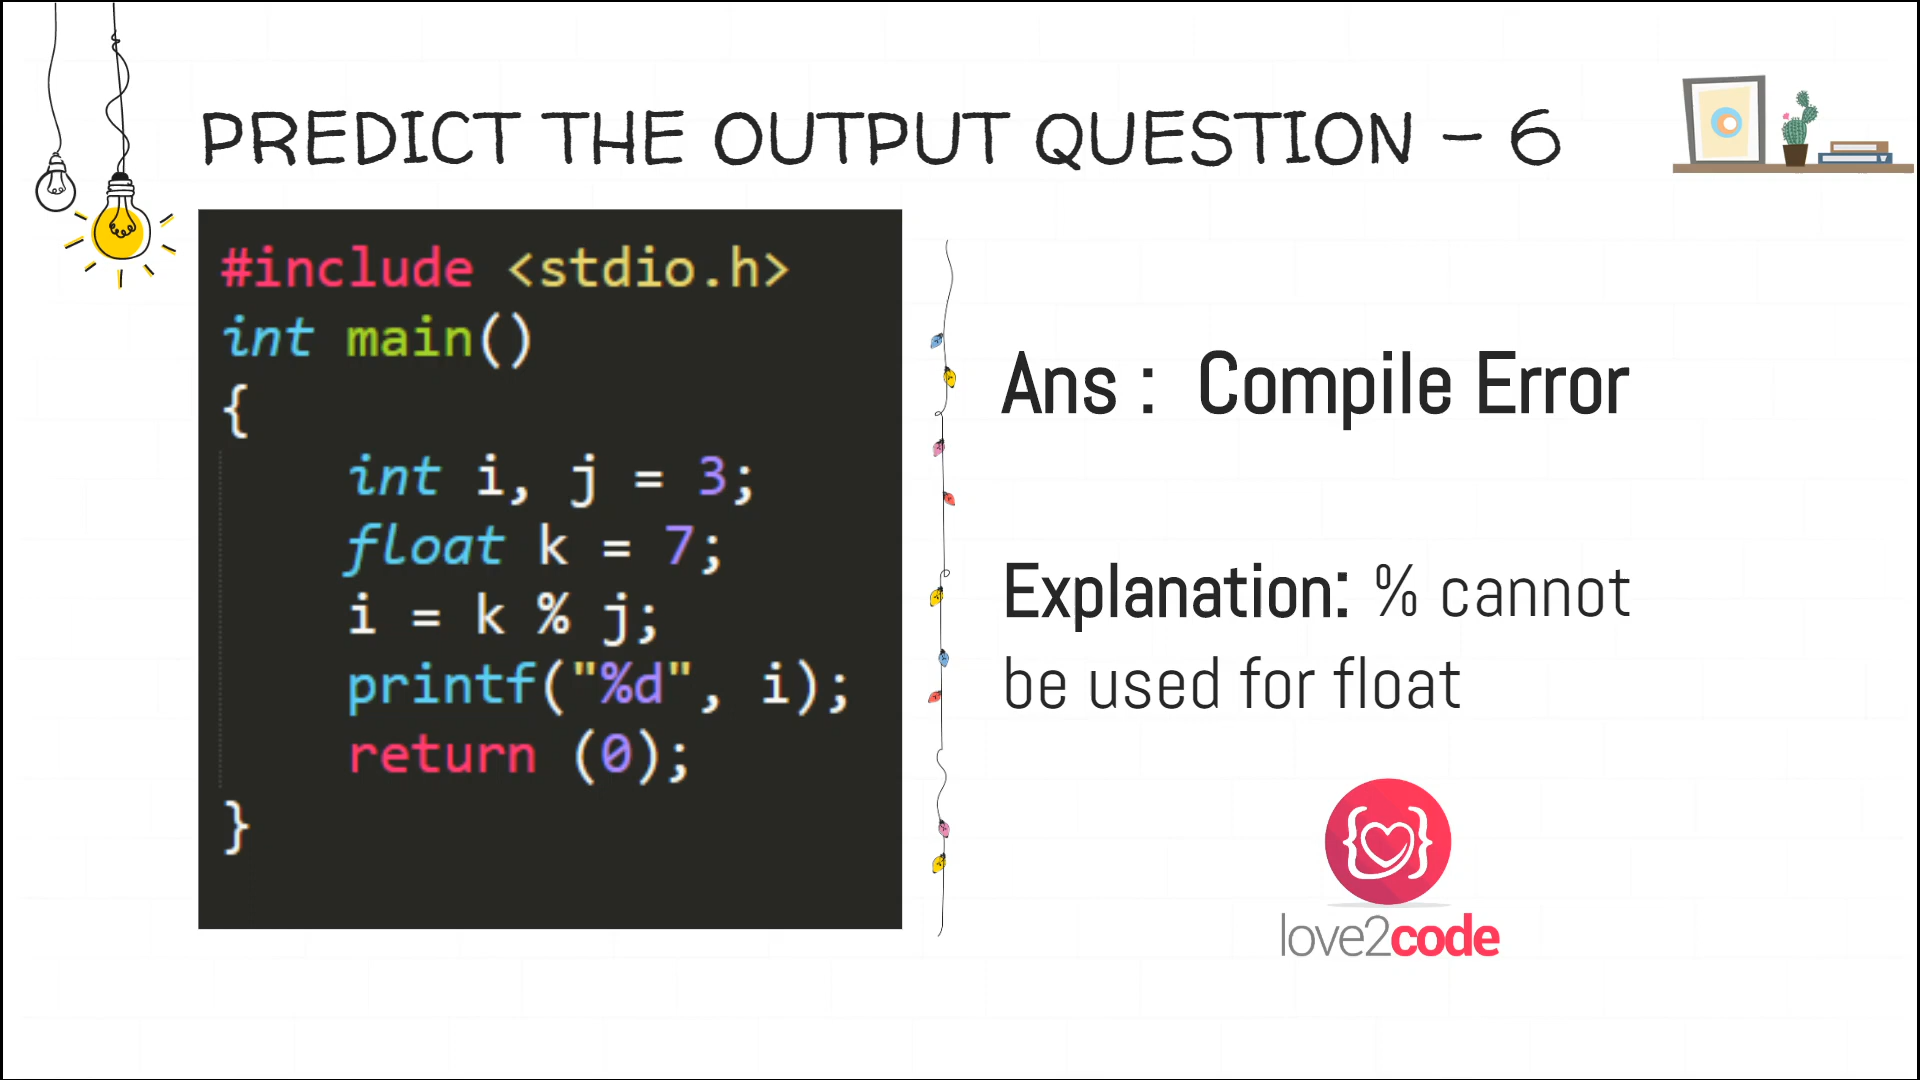 PREDICT THE OUTPUT QUESTION - 6
#include <stdio.h>
int main()
{
int i, j = 3;
float k = 7;
i = k % j;
printf("%d", i);
return (0);
}
Ans : Compile Error
Explanation: % cannot
be used for float
love2code